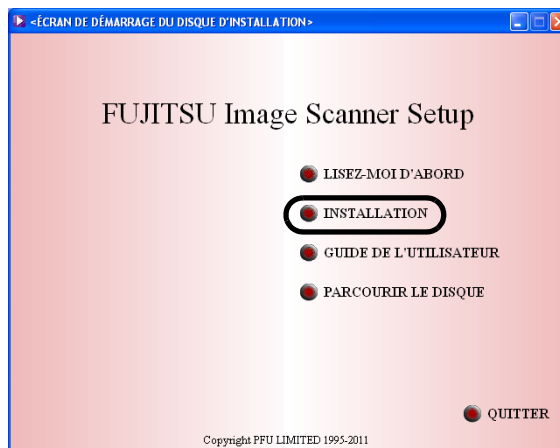 <ÉCRAN DE DÉMARRAGE DU DISQUE D'INSTALLATION>
FUJITSU Image Scanner Setup
LISEZ-MOI D'ABORD
INSTALLATION
GUIDE DE L'UTILISATEUR
PARCOURIR LE DISQUE
QUITTER
Copyright PFU LIMITED 1995-2011